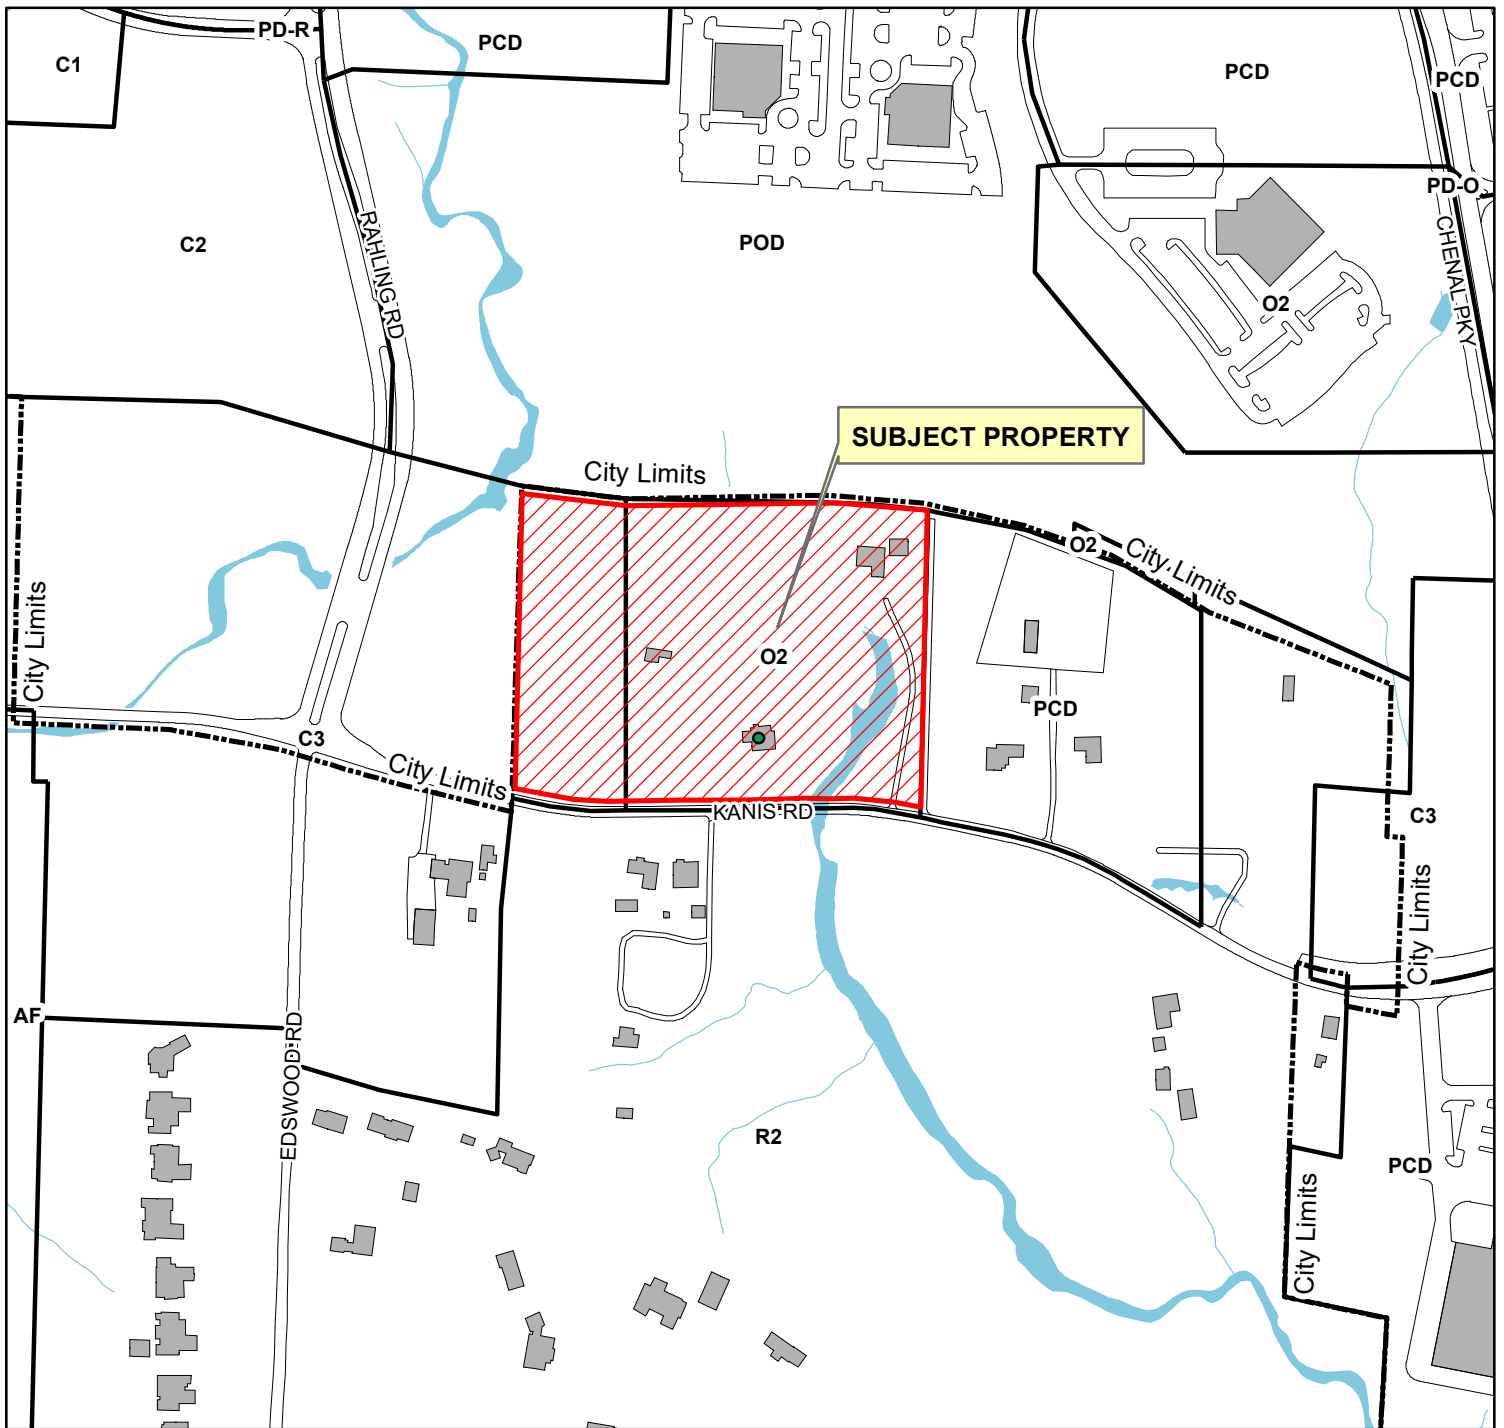 PD-R
PCD
C1
PCD
PCD
PD-O
C2
RAHLING RD
POD
CHENAL PKY
O2
SUBJECT PROPERTY
City Limits
O2
City Limits
City Limits
O2
PCD
C3
City Limits
KANIS RD
C3
City Limits
AF
EDSWOOD RD
R2
PCD
City Limits